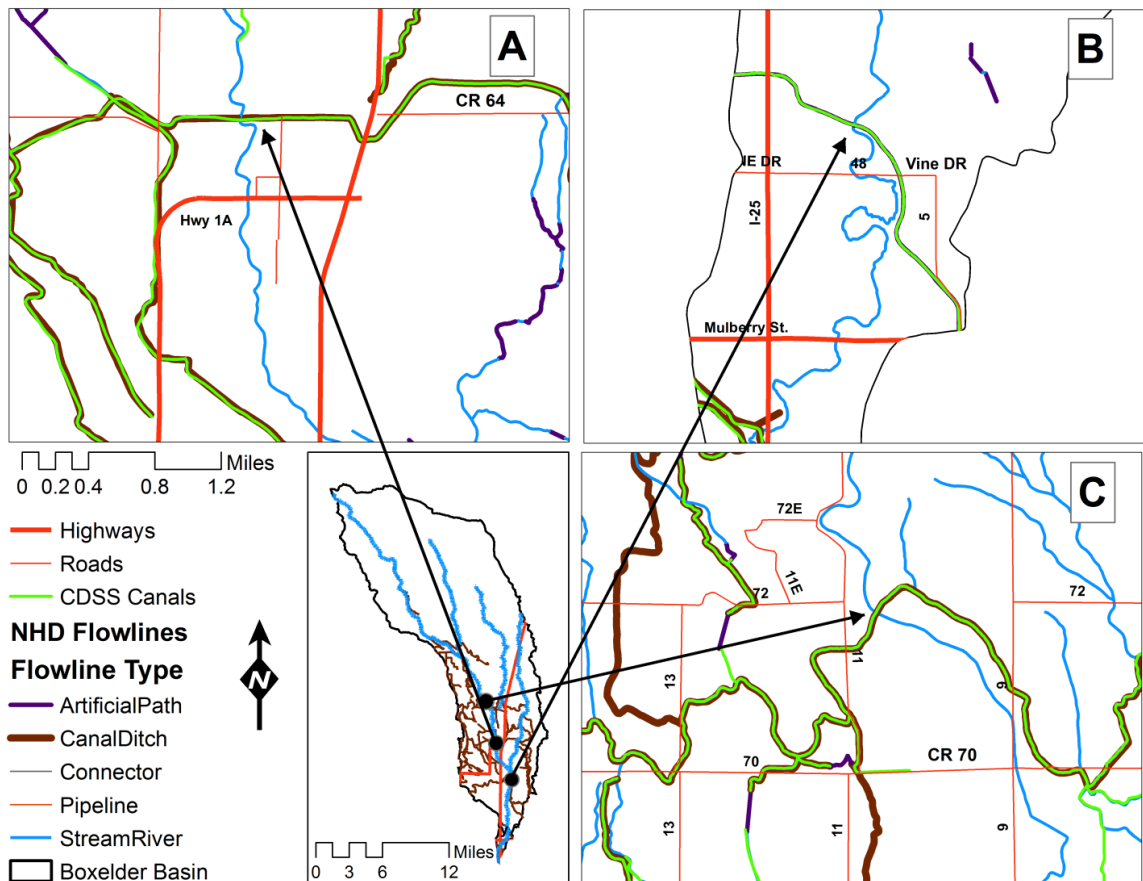 A
CR 64
Hwy 1A
B
48
Vine DR
IE DR
I-25
5
Mulberry St.
Miles
0 0.2 0.4 0.8 1.2
Highways
Roads
CDSS Canals
NHD Flowlines
Flowline Type
ArtificialPath
CanalDitch
Connector
Pipeline
StreamRiver
Boxelder Basin
N
Miles
0 3 6 12
C
72E
11E
72
72
13
11
9
9
70
CR 70
13
11
9